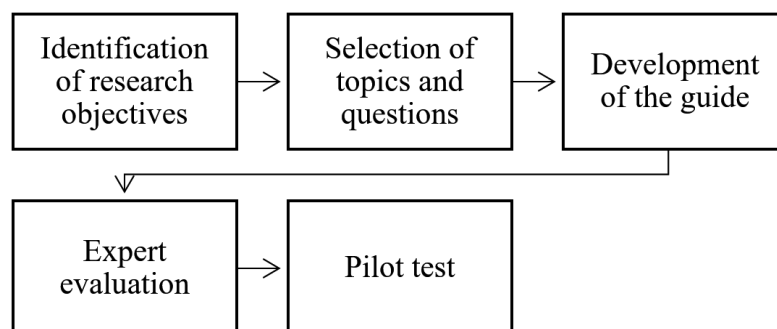 Identification
of research
objectives
Selection of
topics and
questions
Development
of the guide
Expert
evaluation
Pilot test